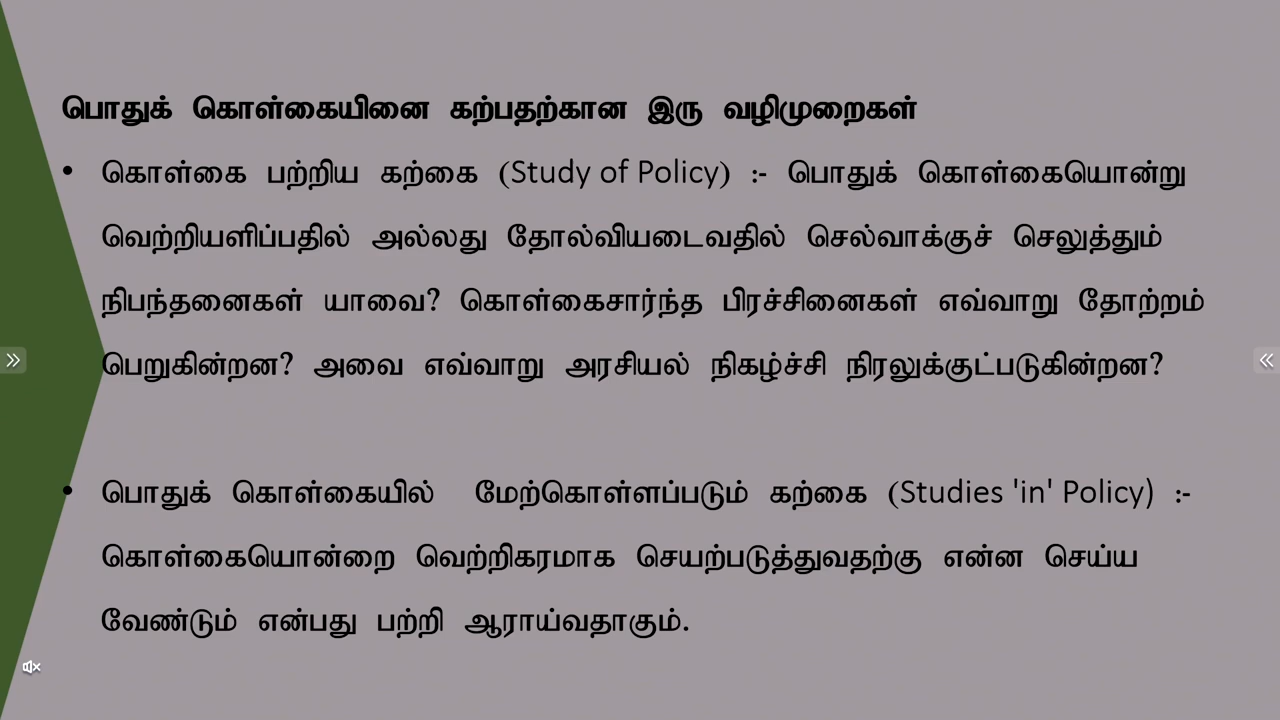 பொதுக் கொள்கையினை கற்பதற்கான இரு வழிமுறைகள்
• கொள்கை பற்றிய கற்கை (Study of Policy) :- பொதுக் கொள்கையொன்று
வெற்றியளிப்பதில் அல்லது தோல்வியடைவதில் செல்வாக்குச் செலுத்தும்
நிபந்தனைகள் யாவை? கொள்கைசார்ந்த பிரச்சினைகள் எவ்வாறு தோற்றம்
பெறுகின்றன? அவை எவ்வாறு அரசியல் நிகழ்ச்சி நிரலுக்குட்படுகின்றன?
• பொதுக் கொள்கையில் மேற்கொள்ளப்படும் கற்கை (Studies 'in' Policy) :-
கொள்கையொன்றை வெற்றிகரமாக செயற்படுத்துவதற்கு என்ன செய்ய
வேண்டும் என்பது பற்றி ஆராய்வதாகும்.